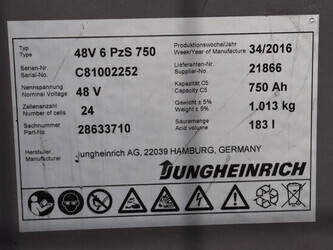 Typ
Type
48V 6 PzS 750
Produktionswoche/Jahr
Week/Year of Manufacture
34/2016
Serien-Nr.
Serial-No.
C81002252
Lieferanten-Nr.
Supplier-No.
21866
Nennspannung
Nominal Voltage
48 V
Kapazität C5
Capacity C5
750 Ah
Zellenanzahl
Number of cells
24
Gewicht ± 5%
Weight ± 5%
1.013 kg
Sachnummer
Part-No.
28633710
Säuremenge
Acid volume
183 l
Hersteller
Manufacturer
Jungheinrich AG, 22039 HAMBURG, GERMANY
JUNGHEINRICH
Pb